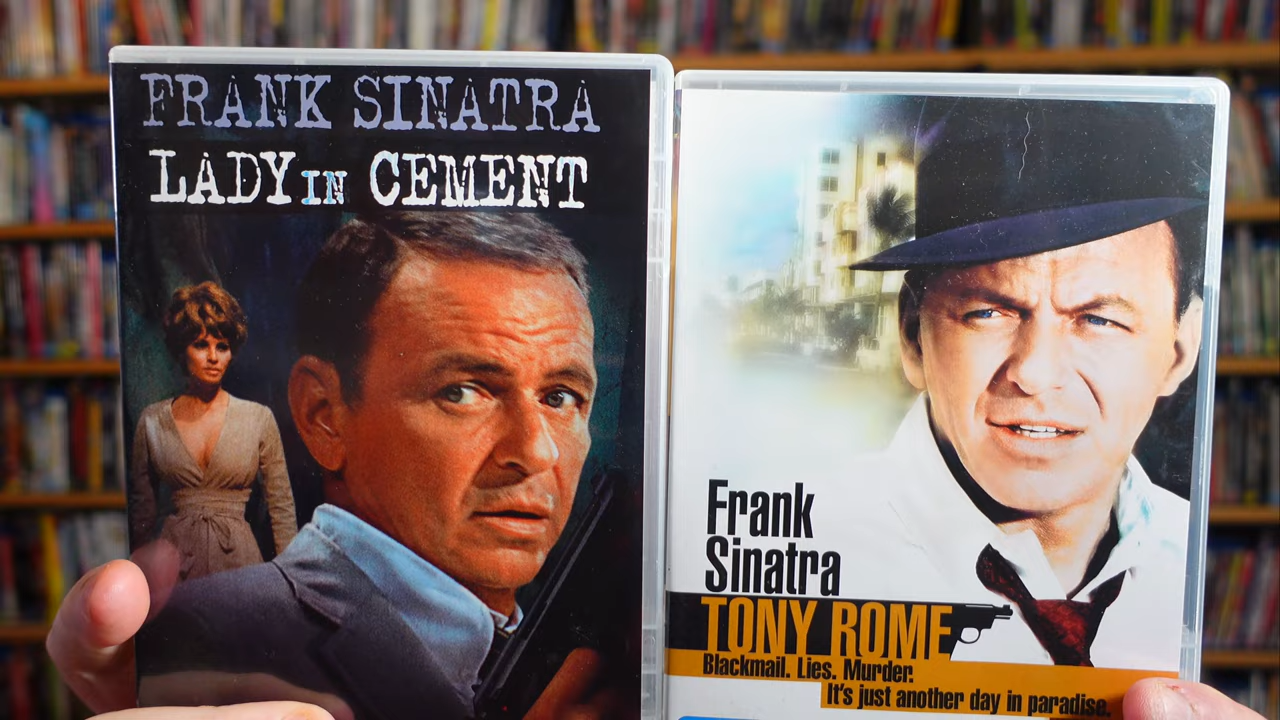 FRANK SINATRA
LADY IN CEMENT
Frank
Sinatra
TONY ROME
Blackmail. Lies. Murder.
It's just another day in paradise.